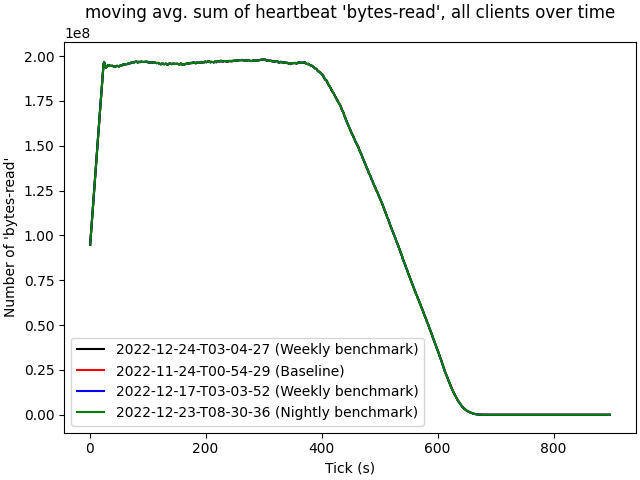 moving avg. sum of heartbeat 'bytes-read', all clients over time
1e8
2.00
1.75
1.50
1.25
1.00
0.75
0.50
0.25
0.00
Number of 'bytes-read'
2022-12-24-T03-04-27 (Weekly benchmark)
2022-11-24-T00-54-29 (Baseline)
2022-12-17-T03-03-52 (Weekly benchmark)
2022-12-23-T08-30-36 (Nightly benchmark)
0 200 400 600 800
Tick (s)